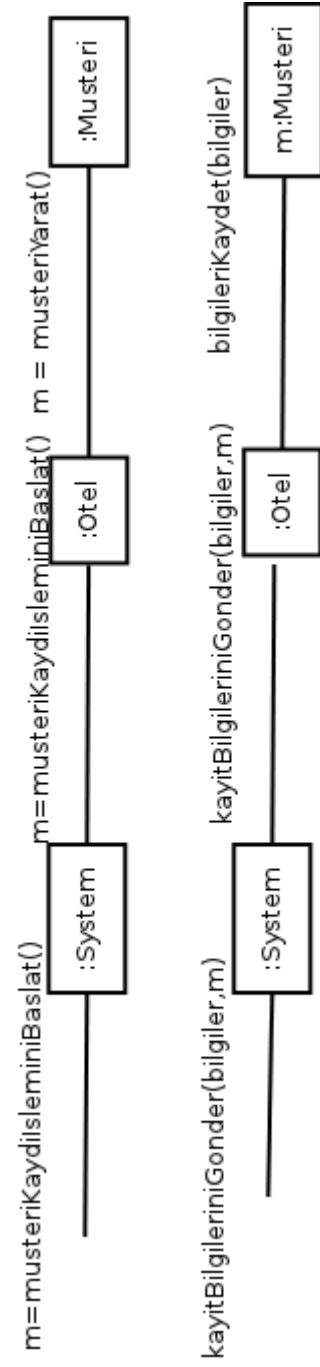 m=musteriKaydiIsleminiBaslat()
:System
m=musteriKaydiIsleminiBaslat()
:Otel
m = musteriYarat()
:Musteri
kayitBilgileriniGonder(bilgiler,m)
:System
kayitBilgileriniGonder(bilgiler,m)
:Otel
bilgileriKaydet(bilgiler)
m:Musteri